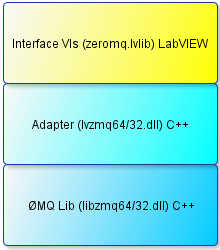 Interface VIs (zeromq.lvlib) LabVIEW
Adapter (lvzmq64/32.dll) C++
ØMQ Lib (libzmq64/32.dll) C++